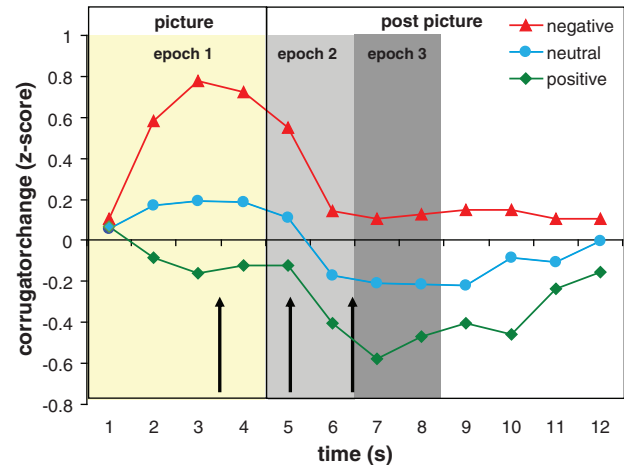 picture
post picture
epoch 1
epoch 2
epoch 3
negative
neutral
positive
corrugatorchange (z-score)
1
0.8
0.6
0.4
0.2
0
-0.2
-0.4
-0.6
-0.8
1 2 3 4 5 6 7 8 9 10 11 12
time (s)